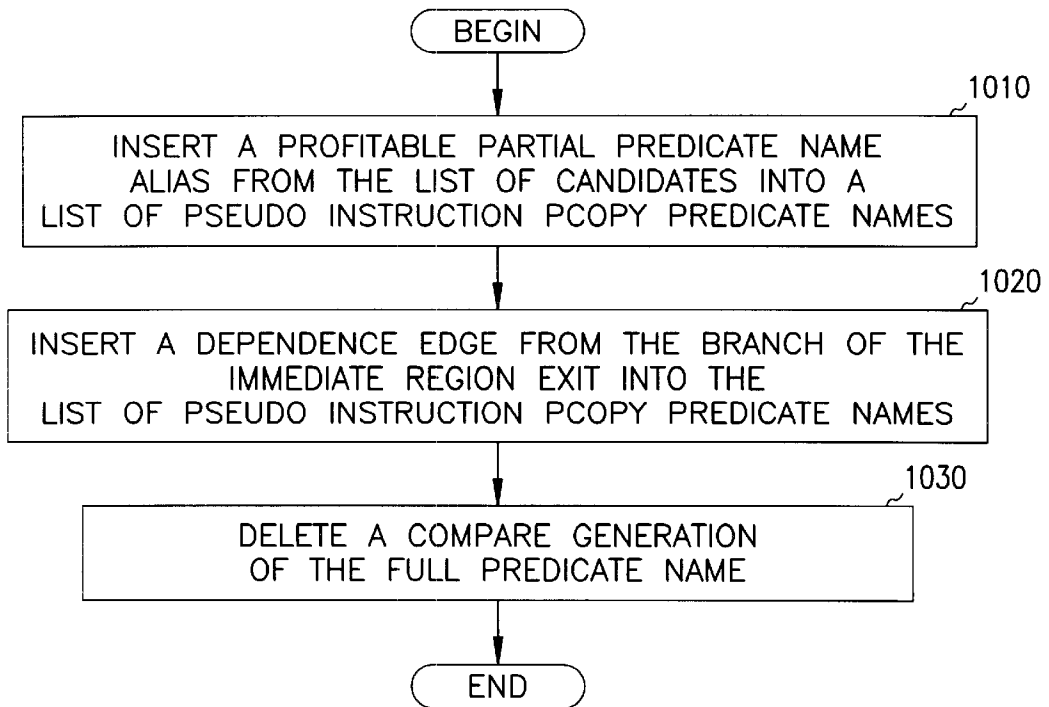 BEGIN
1010
INSERT A PROFITABLE PARTIAL PREDICATE NAME
ALIAS FROM THE LIST OF CANDIDATES INTO A
LIST OF PSEUDO INSTRUCTION PCOPY PREDICATE NAMES
1020
INSERT A DEPENDENCE EDGE FROM THE BRANCH OF THE
IMMEDIATE REGION EXIT INTO THE
LIST OF PSEUDO INSTRUCTION PCOPY PREDICATE NAMES
1030
DELETE A COMPARE GENERATION
OF THE FULL PREDICATE NAME
END